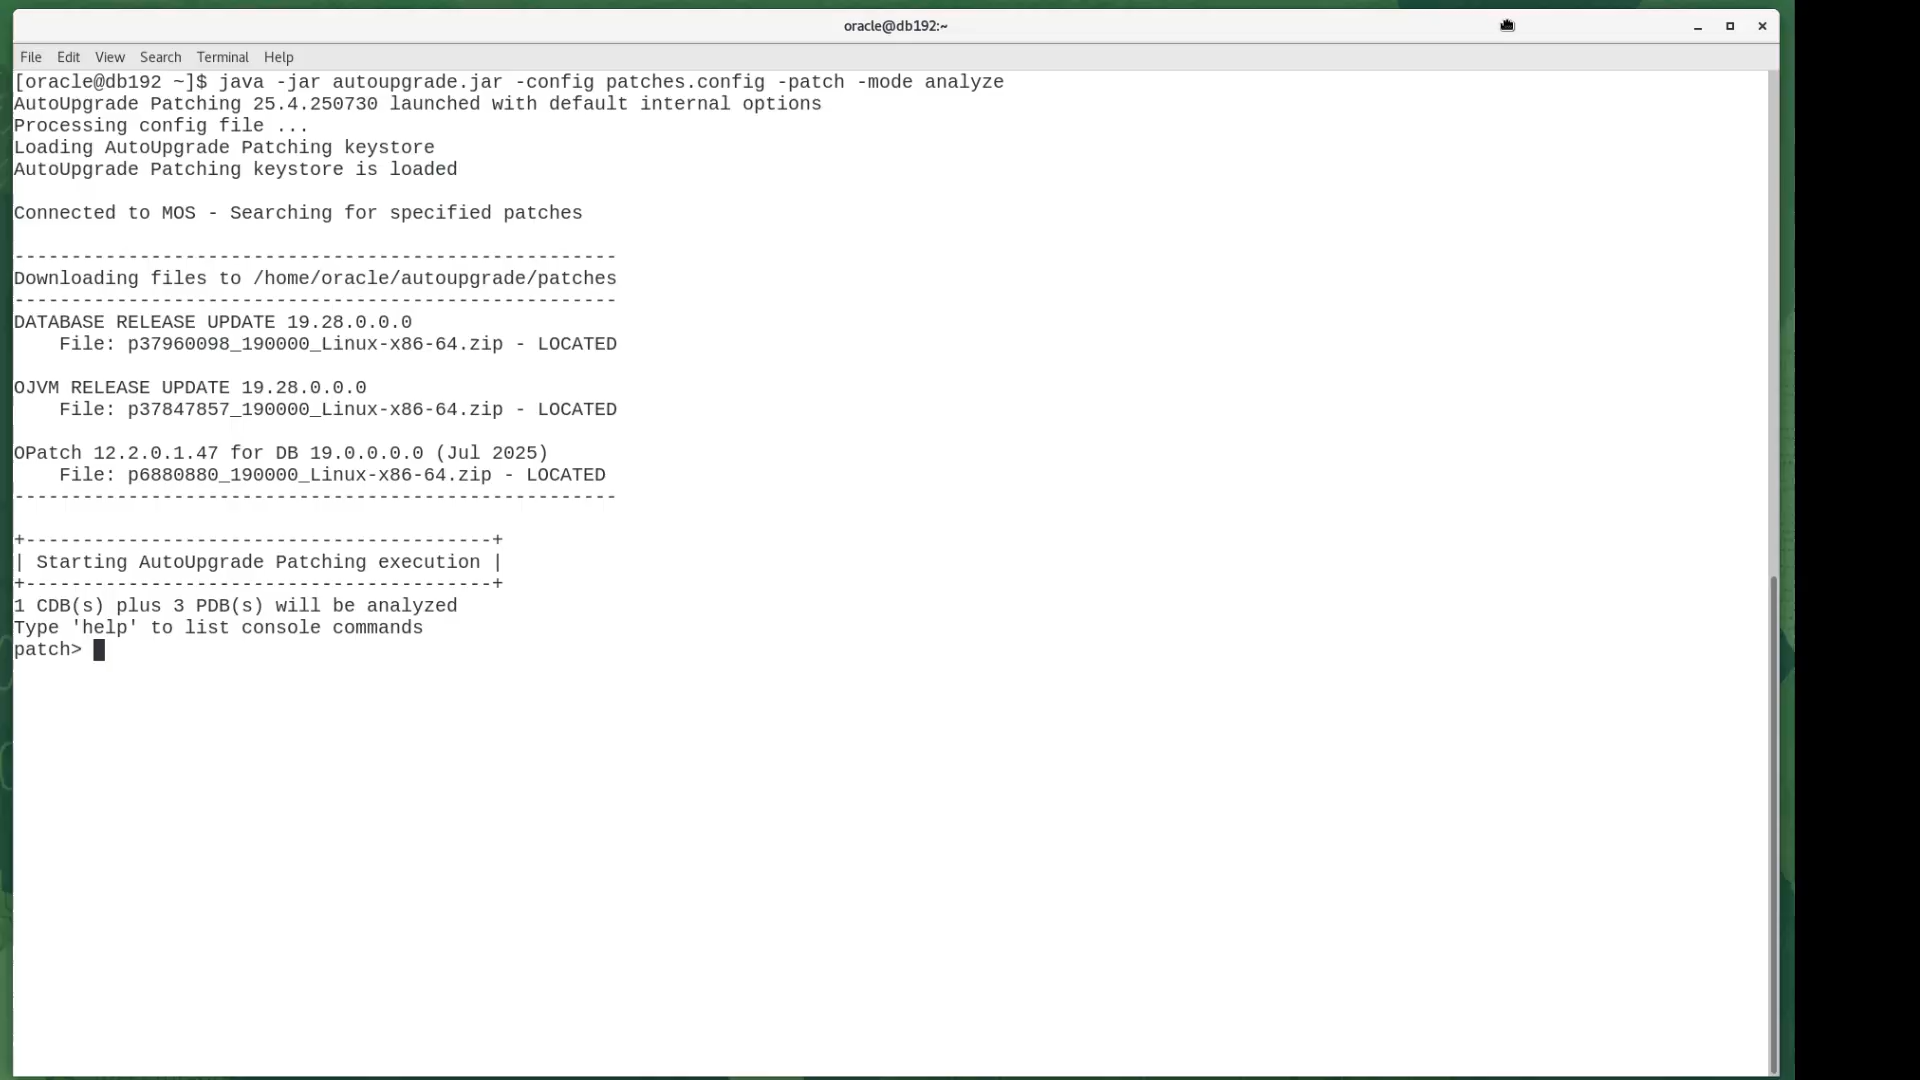 oracle@db192:~
File Edit View Search Terminal Help
[oracle@db192 ~]$ java -jar autoupgrade.jar -config patches.config -patch -mode analyze
AutoUpgrade Patching 25.4.250730 launched with default internal options
Processing config file ...
Loading AutoUpgrade Patching keystore
AutoUpgrade Patching keystore is loaded
Connected to MOS - Searching for specified patches
-----------------------------------------------------
Downloading files to /home/oracle/autoupgrade/patches
-----------------------------------------------------
DATABASE RELEASE UPDATE 19.28.0.0.0
    File: p37960098_190000_Linux-x86-64.zip - LOCATED
OJVM RELEASE UPDATE 19.28.0.0.0
    File: p37847857_190000_Linux-x86-64.zip - LOCATED
OPatch 12.2.0.1.47 for DB 19.0.0.0.0 (Jul 2025)
    File: p6880880_190000_Linux-x86-64.zip - LOCATED
-----------------------------------------------------
+-----------------------------------------+
| Starting AutoUpgrade Patching execution |
+-----------------------------------------+
1 CDB(s) plus 3 PDB(s) will be analyzed
Type 'help' to list console commands
patch>